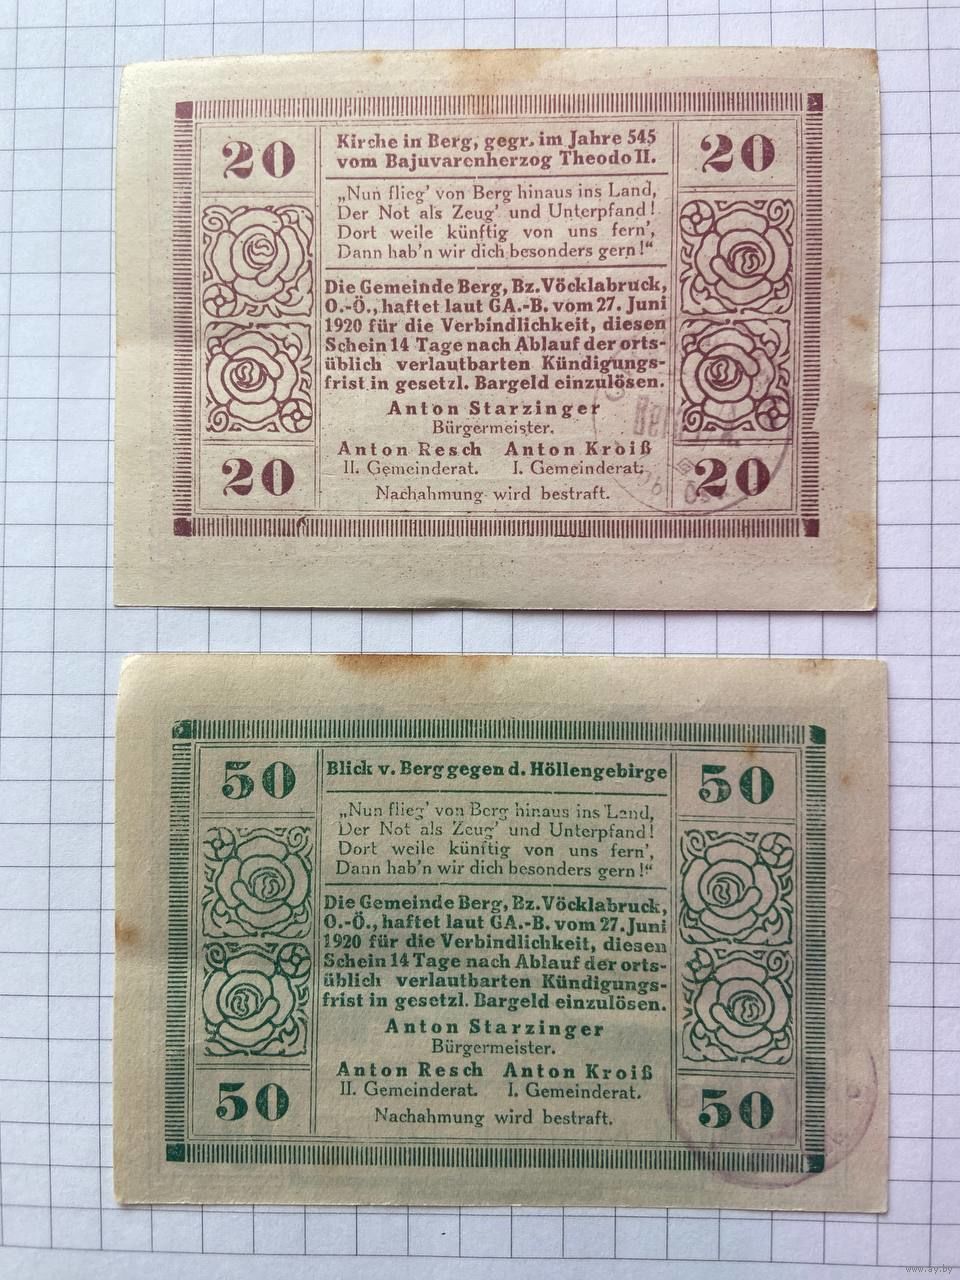 20
Kirche in Berg, gegr. im Jahre 545
vom Bajuvarenherzog Theodo II.
20
„Nun flieg' von Berg hinaus ins Land,
Der Not als Zeug' und Unterpfand!
Dort weile künftig von uns fern',
Dann hab'n wir dich besonders gern!“
Die Gemeinde Berg, Bz. Vöcklabruck,
O.-Ö., haftet laut GA.-B. vom 27. Juni
1920 für die Verbindlichkeit, diesen
Schein 14 Tage nach Ablauf der orts-
üblich verlautbarten Kündigungs-
frist in gesetzl. Bargeld einzulösen.
Anton Starzinger
Bürgermeister.
Anton Resch Anton Kroiß
II. Gemeinderat. I. Gemeinderat.
Nachahmung wird bestraft.
20
20
50
Blick v. Berg gegen d. Höllengebirge
50
„Nun flieg' von Berg hinaus ins Land,
Der Not als Zeug' und Unterpfand!
Dort weile künftig von uns fern',
Dann hab'n wir dich besonders gern!“
Die Gemeinde Berg, Bz. Vöcklabruck,
O.-Ö., haftet laut GA.-B. vom 27. Juni
1920 für die Verbindlichkeit, diesen
Schein 14 Tage nach Ablauf der orts-
üblich verlautbarten Kündigungs-
frist in gesetzl. Bargeld einzulösen.
Anton Starzinger
Bürgermeister.
Anton Resch Anton Kroiß
II. Gemeinderat. I. Gemeinderat.
Nachahmung wird bestraft.
50
50
www.ay.by